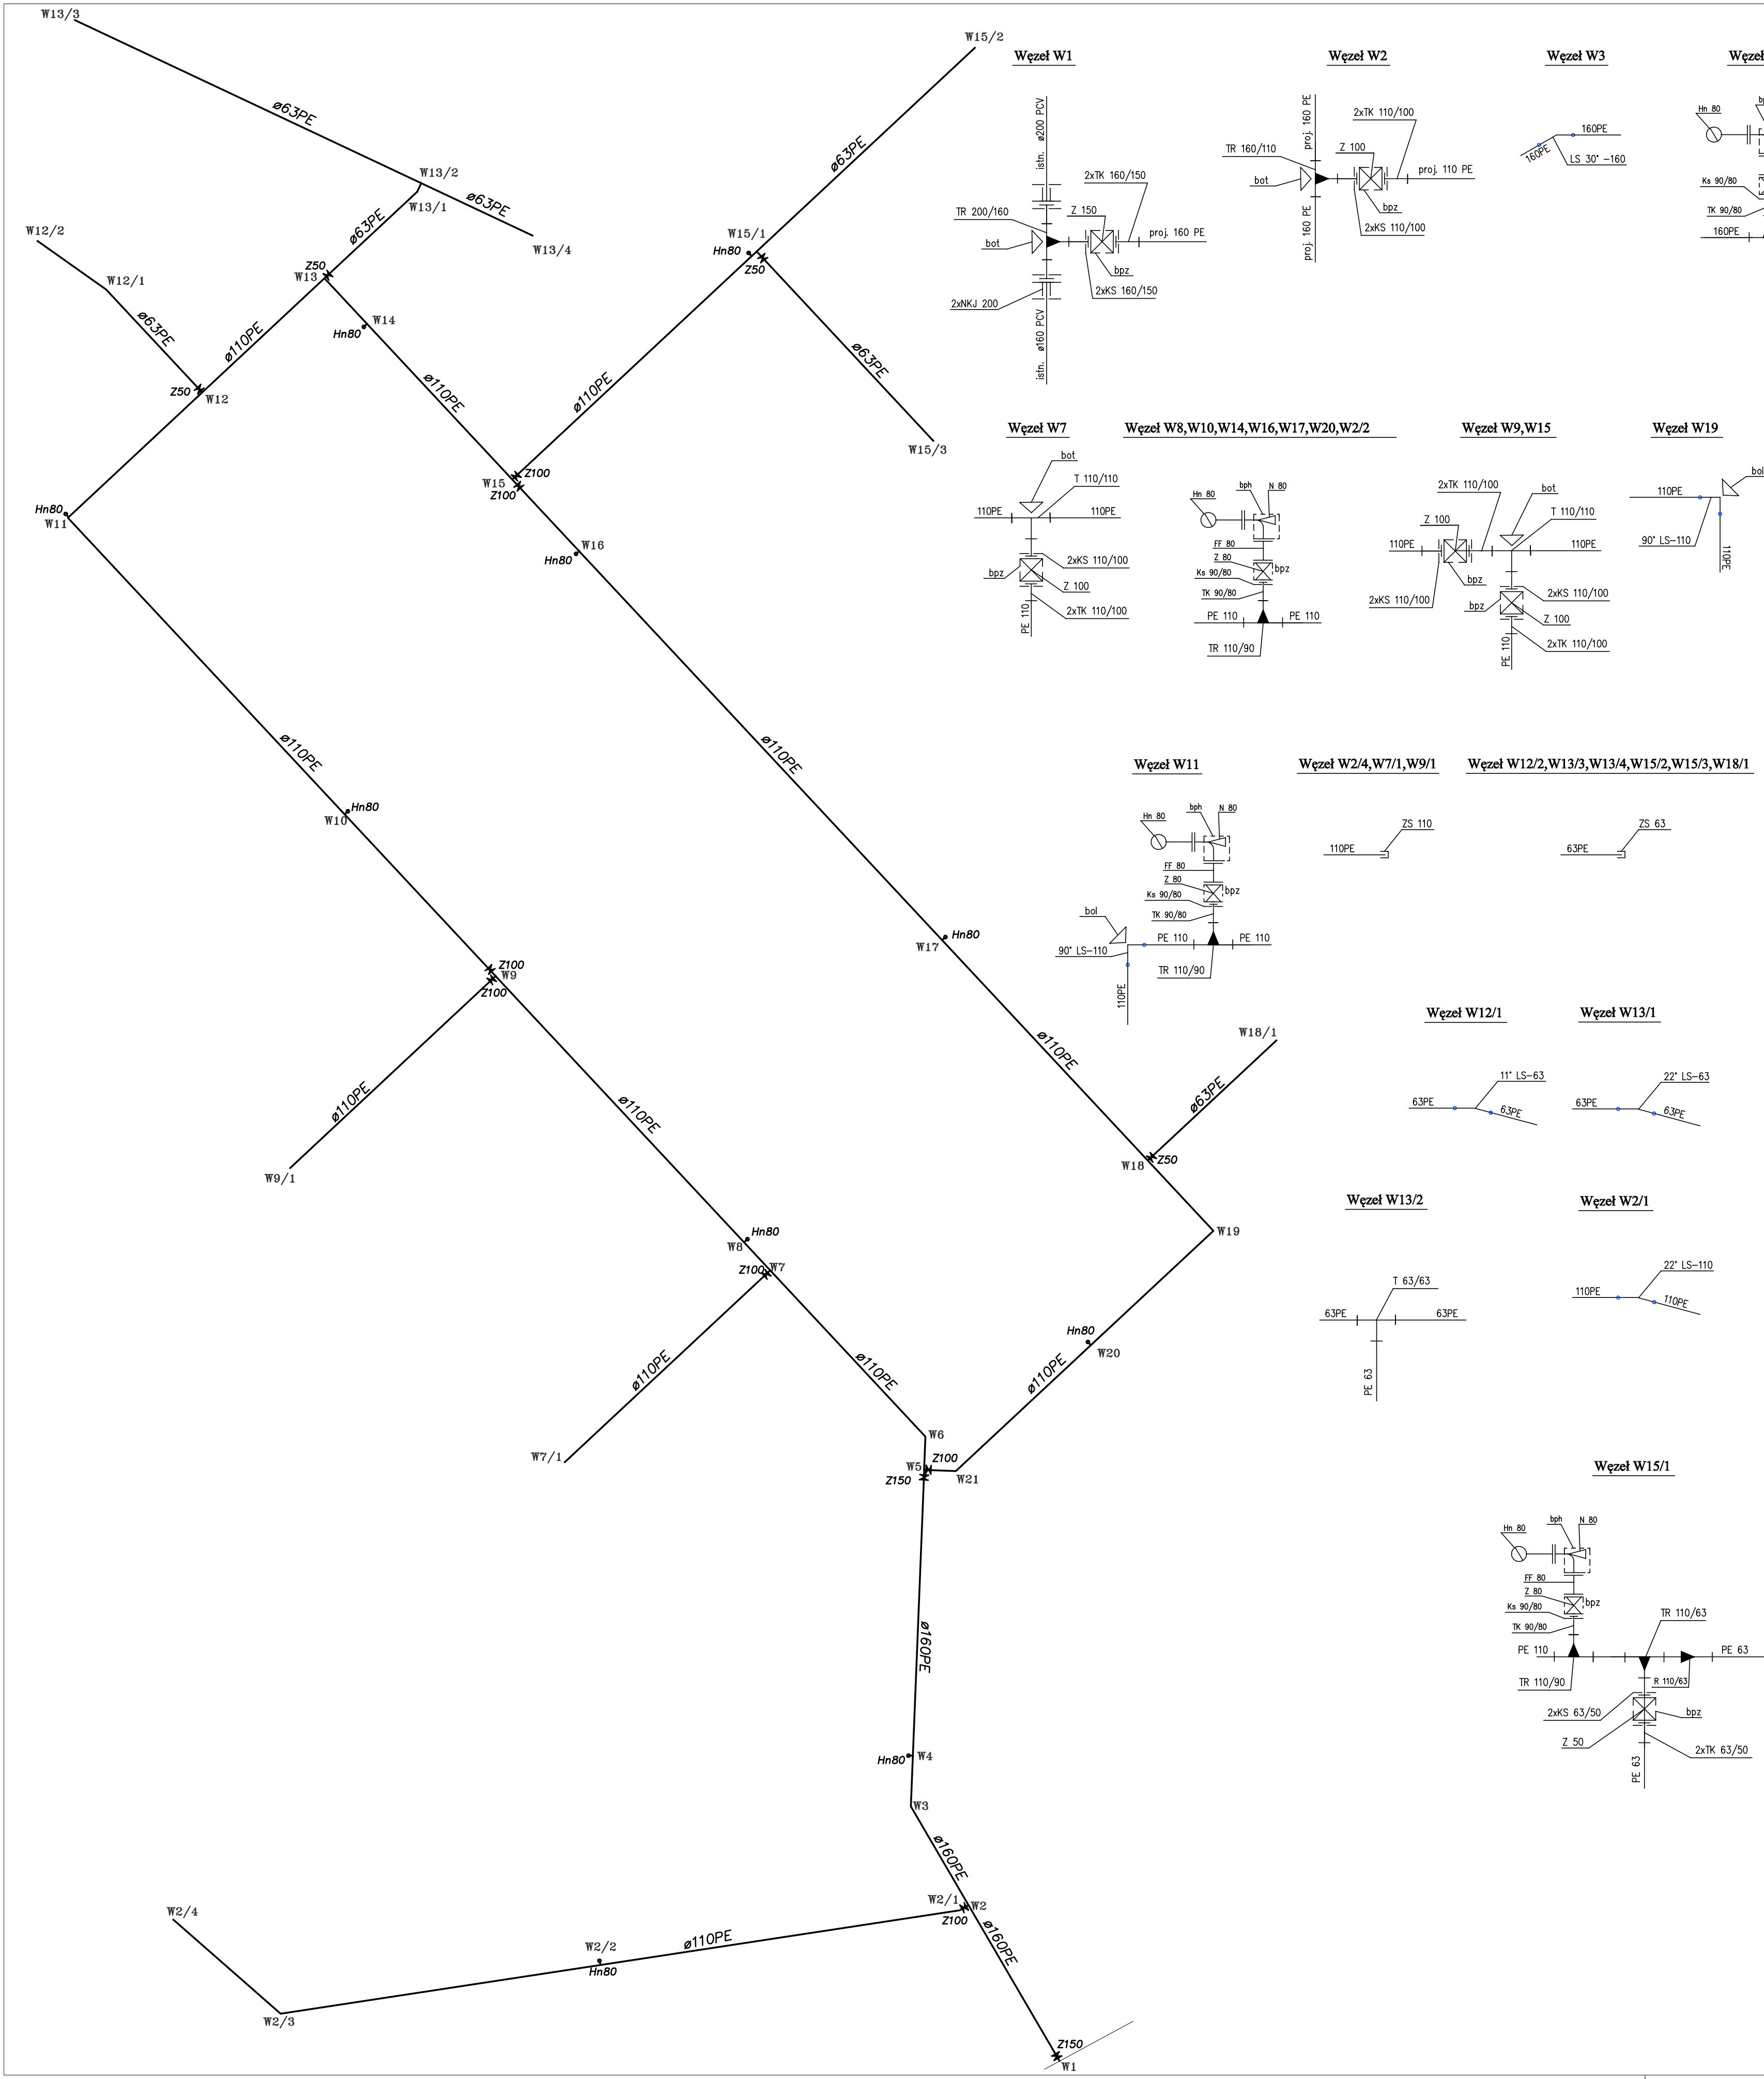 W13/3
ø63PE
W13/2
W13/1
ø63PE
W13/4
ø63PE
Z50
W13
W12/2
W12/1
ø63PE
Z50
W12
ø110PE
W14
Hn80
ø110PE
W15/2
ø63PE
W15/1
Hn80
Z50
ø63PE
W15/3
ø110PE
Z100
W15
Z100
Hn80
W11
W16
Hn80
ø110PE
ø110PE
Hn80
W10
W17
Hn80
Z100
W9
Z100
ø110PE
W9/1
ø110PE
ø110PE
W18/1
ø63PE
W18
Z50
W19
Hn80
W8
Z100
W7
ø110PE
W7/1
ø110PE
Hn80
W20
ø110PE
W6
W5
Z100
Z150
W21
ø160PE
Hn80
W4
W3
ø160PE
W2/1
W2
Z100
ø160PE
W2/4
W2/2
Hn80
ø110PE
W2/3
Z150
W1
Węzeł W1
istn. ø200 PCV
2xTK 160/150
TR 200/160
Z 150
bot
proj. 160 PE
bpz
2xKS 160/150
2xNKJ 200
istn. ø160 PCV
Węzeł W2
proj. 160 PE
2xTK 110/100
TR 160/110
Z 100
bot
proj. 110 PE
bpz
2xKS 110/100
proj. 160 PE
Węzeł W3
160PE
160PE
LS 30° -160
Węzeł
Hn 80
Ks 90/80
TK 90/80
160PE
Węzeł W7
bot
T 110/110
110PE
110PE
2xKS 110/100
bpz
Z 100
2xTK 110/100
PE 110
Węzeł W8,W10,W14,W16,W17,W20,W2/2
bph
N 80
Hn 80
FF 80
Z 80
bpz
Ks 90/80
TK 90/80
PE 110
PE 110
TR 110/90
Węzeł W9,W15
2xTK 110/100
bot
Z 100
T 110/110
110PE
110PE
bpz
2xKS 110/100
2xKS 110/100
bpz
Z 100
2xTK 110/100
PE 110
Węzeł W19
bol
110PE
90° LS-110
110PE
Węzeł W11
bph
N 80
Hn 80
FF 80
Z 80
bpz
Ks 90/80
TK 90/80
bol
PE 110
PE 110
90° LS-110
TR 110/90
110PE
Węzeł W2/4,W7/1,W9/1
ZS 110
110PE
Węzeł W12/2,W13/3,W13/4,W15/2,W15/3,W18/1
ZS 63
63PE
Węzeł W12/1
11° LS-63
63PE
63PE
Węzeł W13/1
22° LS-63
63PE
63PE
Węzeł W13/2
T 63/63
63PE
63PE
PE 63
Węzeł W2/1
22° LS-110
110PE
110PE
Węzeł W15/1
bph
N 80
Hn 80
FF 80
Z 80
bpz
Ks 90/80
TK 90/80
TR 110/63
PE 110
PE 63
TR 110/90
R 110/63
2xKS 63/50
bpz
Z 50
2xTK 63/50
PE 63